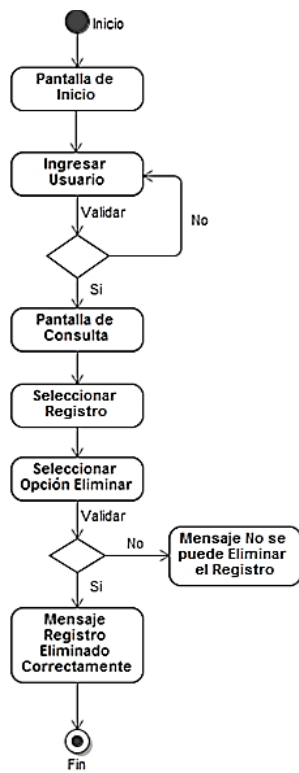 Inicio
Pantalla de
Inicio
Ingresar
Usuario
Validar
No
Si
Pantalla de
Consulta
Seleccionar
Registro
Seleccionar
Opción Eliminar
Validar
No
Mensaje No se
puede Eliminar
el Registro
Si
Mensaje
Registro
Eliminado
Correctamente
Fin